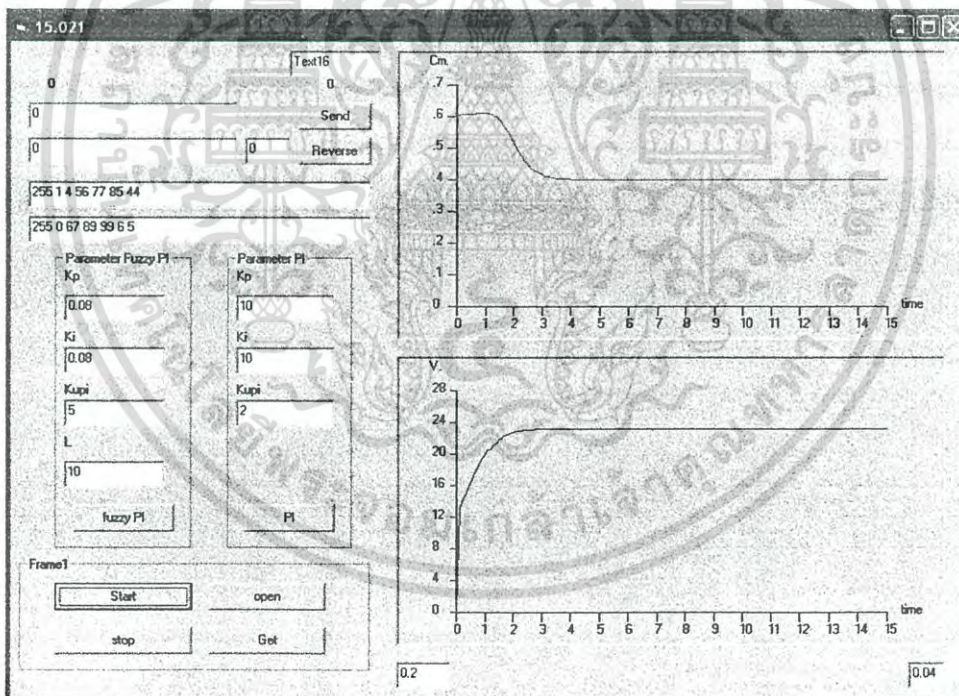 15.021
Text16
0 0
0 Send
0 0 Reverse
255 1 4 56 77 85 44
255 0 67 89 99 6 5
Parameter Fuzzy PI
Kp
0.08
Ki
0.08
Kupi
5
L
10
fuzzy PI
Parameter PI
Kp
10
Ki
10
Kupi
2
PI
Frame1
Start open
stop Get
Cm.
.7
.6
.5
.4
.3
.2
.1
0
0 1 2 3 4 5 6 7 8 9 10 11 12 13 14 15
time
V.
28
24
20
16
12
8
4
0
0 1 2 3 4 5 6 7 8 9 10 11 12 13 14 15
time
0.2
0.04